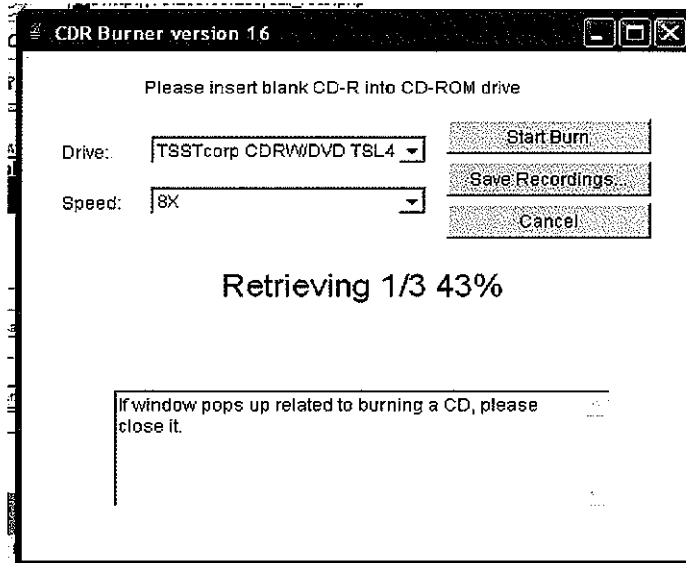 CDR Burner version 16
Please insert blank CD-R into CD-ROM drive
Drive: TSSTcorp CDRW/DVD TSL4
Start Burn
Save Recordings...
Speed: 8X
Cancel
Retrieving 1/3 43%
If window pops up related to burning a CD, please
close it.